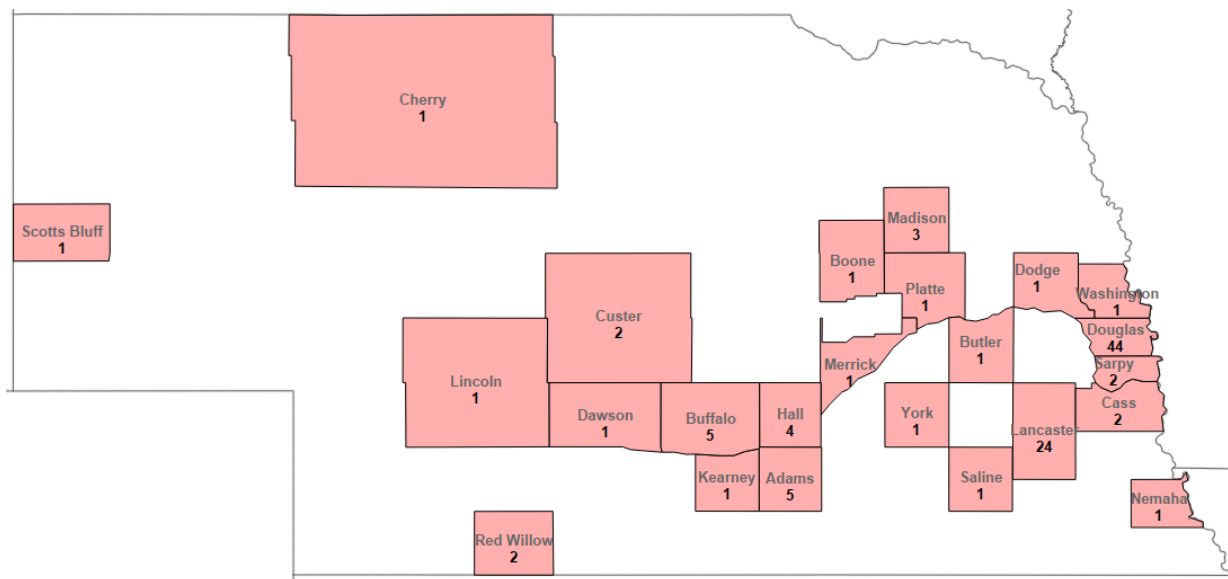 Cherry
1
Scotts Bluff
1
Madison
3
Boone
1
Platte
1
Dodge
1
Washington
1
Custer
2
Douglas
44
Butler
1
Merrick
1
Sarpy
2
Lincoln
1
Cass
2
Dawson
1
Buffalo
5
Hall
4
York
1
Lancaster
24
Kearney
1
Adams
5
Saline
1
Nemaha
1
Red Willow
2